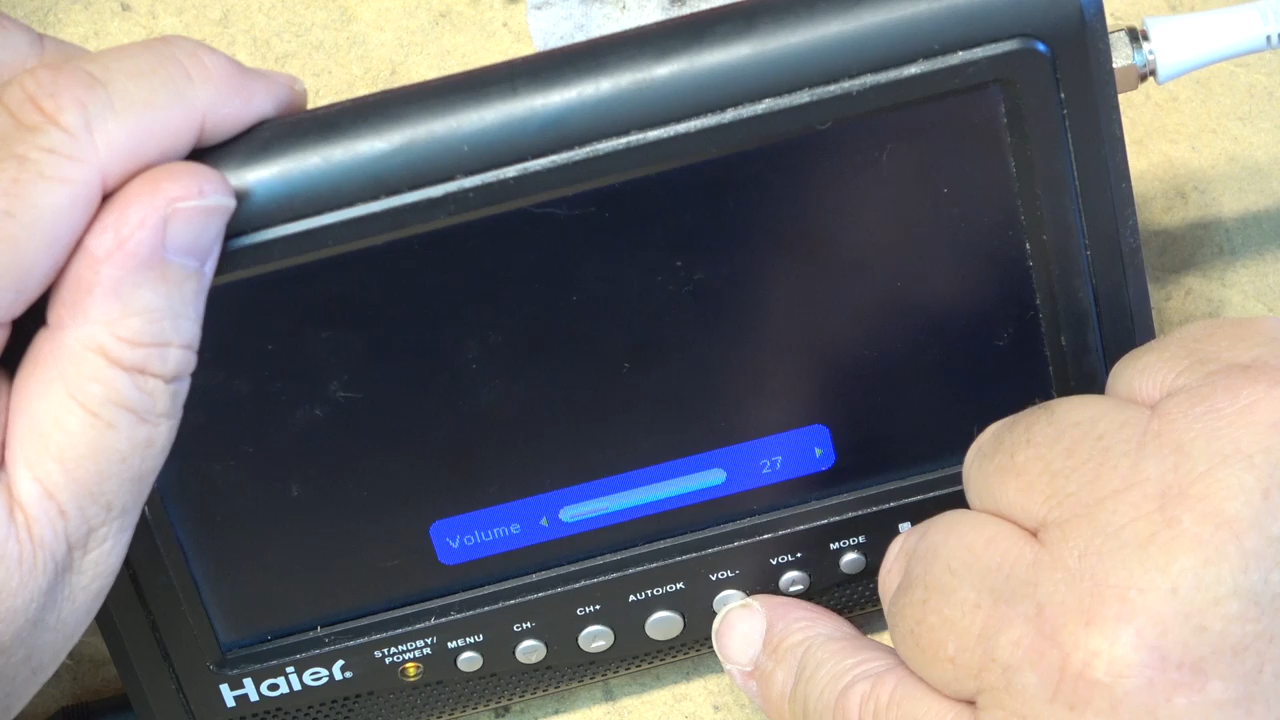 Volume 27
Haier®
STANDBY/
POWER
MENU
CH-
CH+
AUTO/OK
VOL-
VOL+
MODE